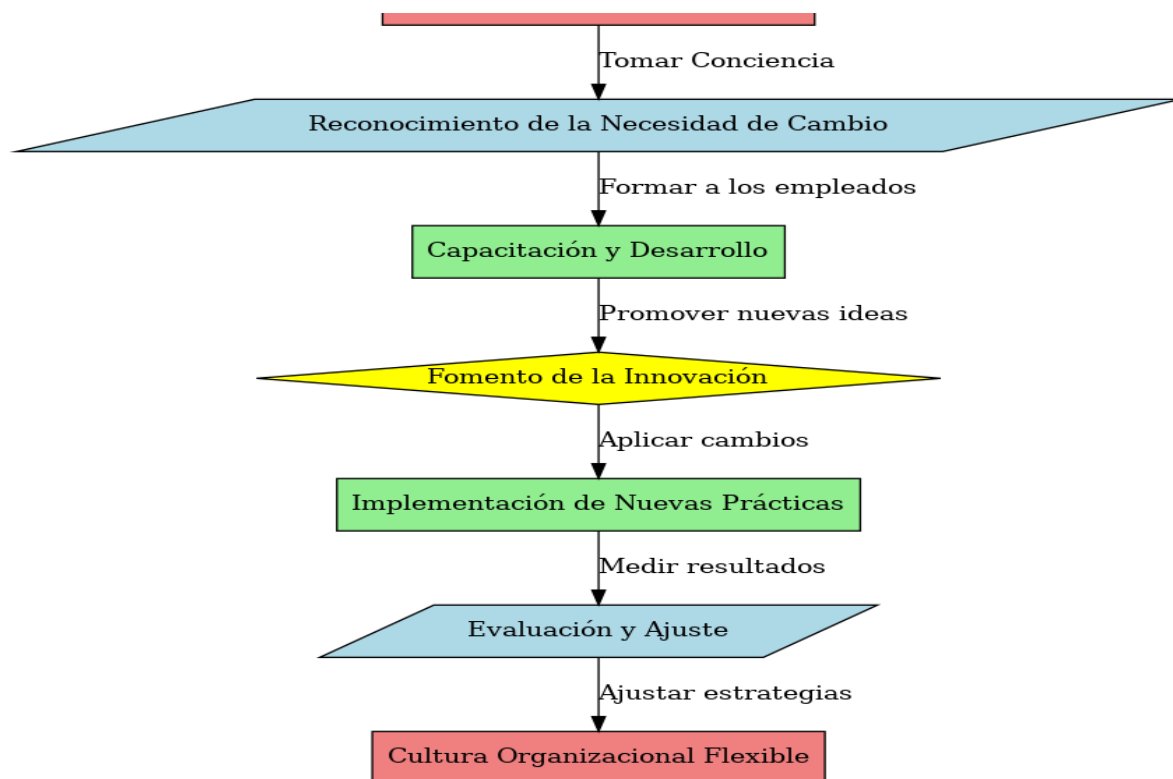 Tomar Conciencia
Reconocimiento de la Necesidad de Cambio
Formar a los empleados
Capacitación y Desarrollo
Promover nuevas ideas
Fomento de la Innovación
Aplicar cambios
Implementación de Nuevas Prácticas
Medir resultados
Evaluación y Ajuste
Ajustar estrategias
Cultura Organizacional Flexible